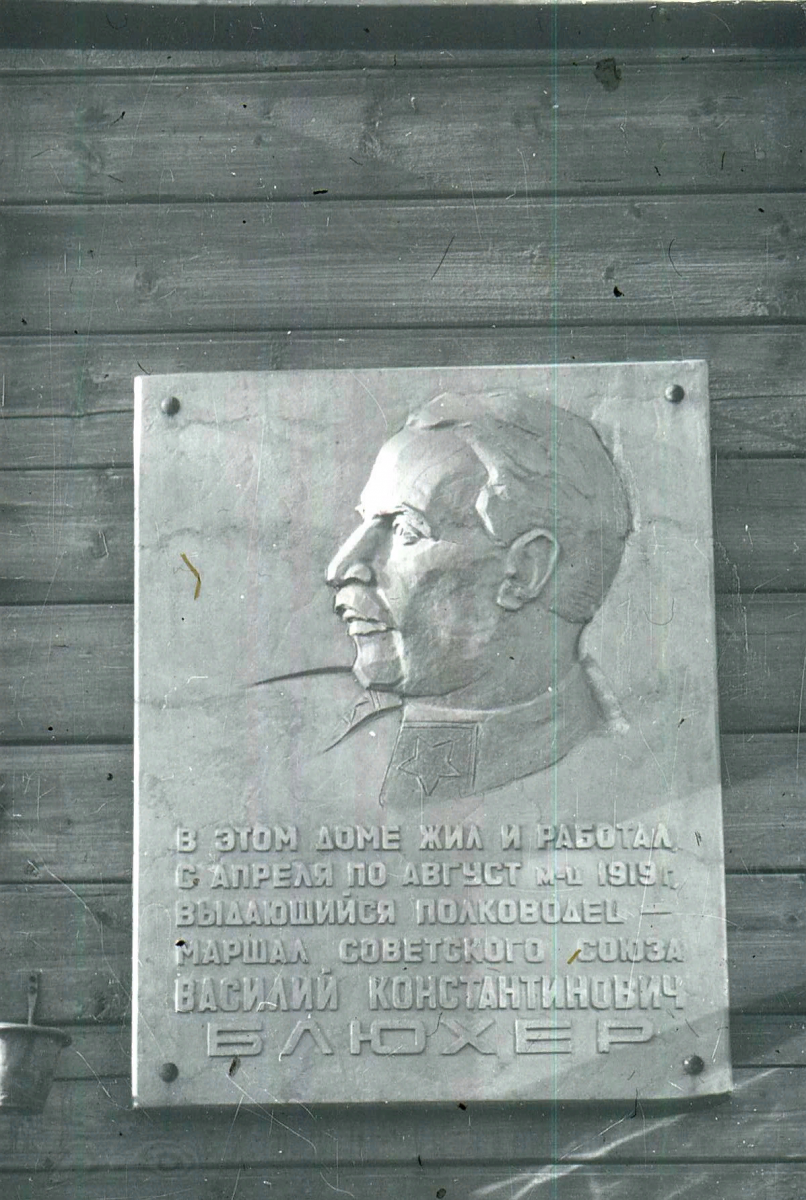 В ЭТОМ ДОМЕ ЖИЛ И РАБОТАЛ
С АПРЕЛЯ ПО АВГУСТ М-Ц 1919 г.
ВЫДАЮЩИЙСЯ ПОЛКОВОДЕЦ —
МАРШАЛ СОВЕТСКОГО СОЮЗА
ВАСИЛИЙ КОНСТАНТИНОВИЧ
БЛЮХЕР